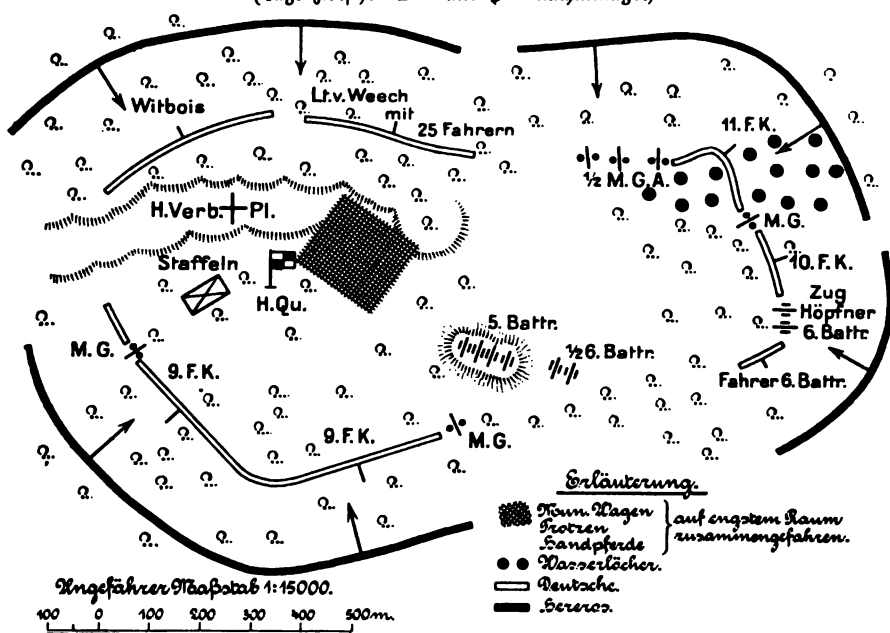 Witbois
Lt.v.Weech
mit
25 Fahrern
11. F. K.
½ M.G.A.
M.G.
H.Verb. Pl.
Staffeln
H.Qu.
10. F. K.
Zug
Höpfner
6. Battr.
5. Battr.
½ 6. Battr.
M.G.
9. F. K.
Fahrer 6. Battr.
9. F. K.
M.G.
Erläuterung.
Mun. Wagen
Protzen
Handpferde
auf engstem Raum
zusammengefahren.
Wasserlöcher.
Deutsche.
Hereros.
Ungefährer Maßstab 1:15000.
100 0 100 200 300 400 500m.